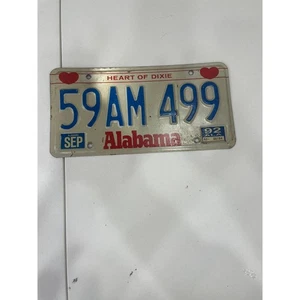 HEART OF DIXIE
59AM 499
SEP Alabama 92